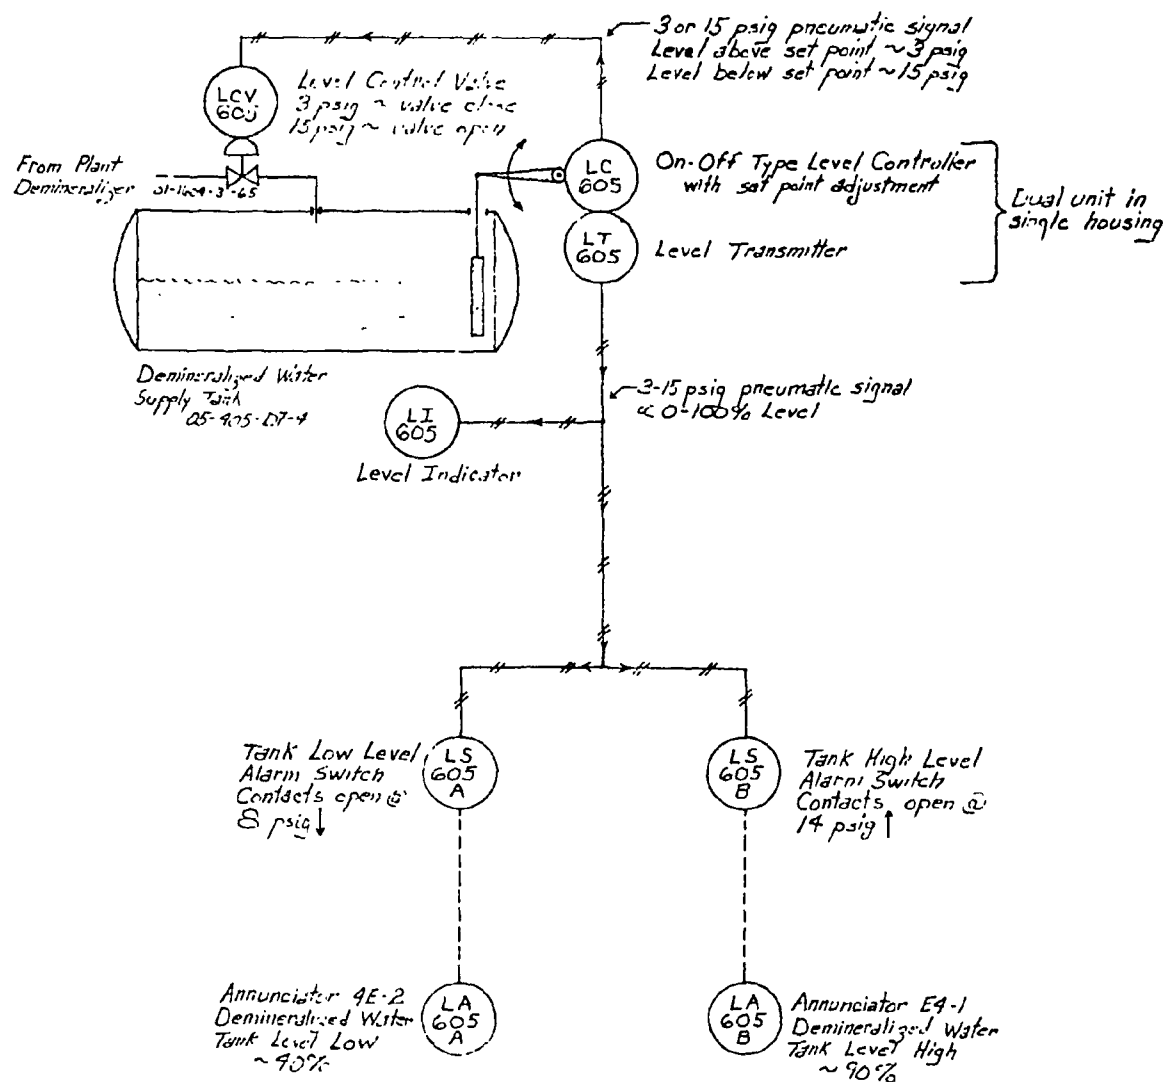 3 or 15 psig pneumatic signal
Level above set point ~ 3 psig
Level below set point ~ 15 psig
LCV
605
Level Control Valve
3 psig ~ valve close
15 psig ~ valve open
From Plant
Demineralizer
LC
605
On-Off Type Level Controller
with set point adjustment
Dual unit in
single housing
LT
605
Level Transmitter
Demineralized Water
Supply Tank
3-15 psig pneumatic signal
∝ 0-100% Level
LI
605
Level Indicator
Tank Low Level
Alarm Switch
Contacts open @
8 psig ↓
LS
605
A
LS
605
B
Tank High Level
Alarm Switch
Contacts open @
14 psig ↑
Annunciator 4E-2
Demineralized Water
Tank Level Low
~ 40%
LA
605
A
LA
605
B
Annunciator E4-1
Demineralized Water
Tank Level High
~ 90%